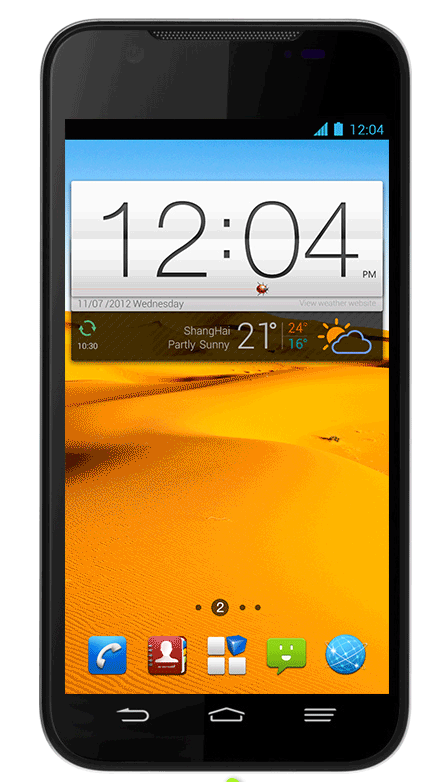 12:04
12:04
PM
11/07/2012 Wednesday
View weather website
ShangHai
21° 24°
Partly Sunny
16°
10:30
2